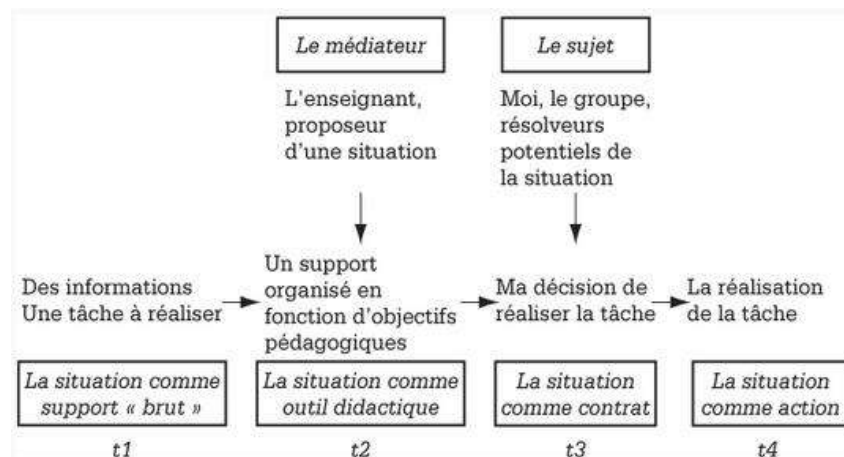 Le médiateur
Le sujet
L'enseignant,
proposeur
d'une situation
Moi, le groupe,
résolveurs
potentiels de
la situation
Des informations
Une tâche à réaliser
Un support
organisé en
fonction d'objectifs
pédagogiques
Ma décision de
réaliser la tâche
La réalisation
de la tâche
La situation comme
support « brut »
La situation comme
outil didactique
La situation
comme contrat
La situation
comme action
t1
t2
t3
t4